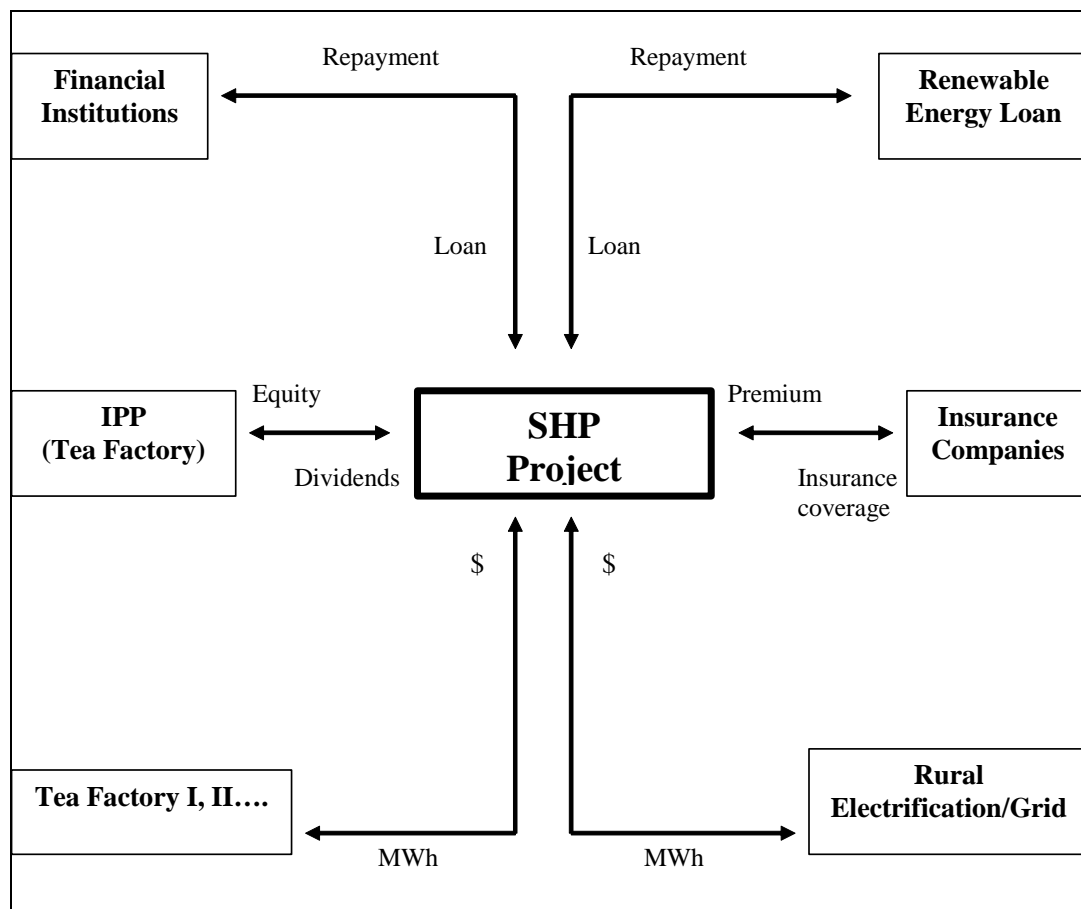 Repayment
Repayment
Financial
Institutions
Renewable
Energy Loan
Loan
Loan
IPP
(Tea Factory)
Equity
Dividends
SHP
Project
Premium
Insurance
coverage
Insurance
Companies
$
$
Tea Factory I, II….
MWh
MWh
Rural
Electrification/Grid